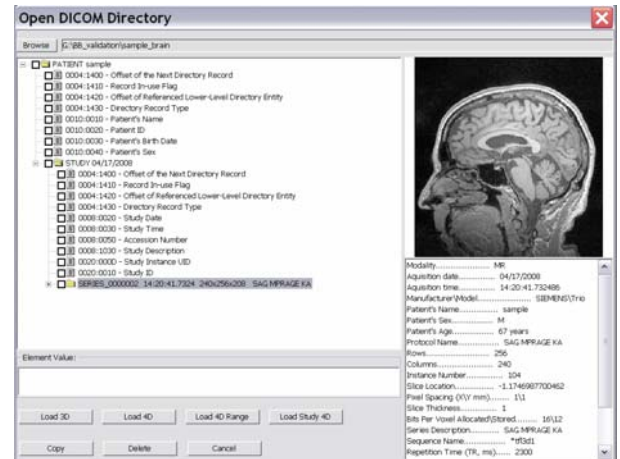 Open DICOM Directory
Browse G:\BB_validation\sample_brain
PATIENT sample
0004:1400 - Offset of the Next Directory Record
0004:1410 - Record In-use Flag
0004:1420 - Offset of Referenced Lower-Level Directory Entity
0004:1430 - Directory Record Type
0010:0010 - Patient's Name
0010:0020 - Patient ID
0010:0030 - Patient's Birth Date
0010:0040 - Patient's Sex
STUDY 04/17/2008
0004:1400 - Offset of the Next Directory Record
0004:1410 - Record In-use Flag
0004:1420 - Offset of Referenced Lower-Level Directory Entity
0004:1430 - Directory Record Type
0008:0020 - Study Date
0008:0030 - Study Time
0008:0050 - Accession Number
0008:1030 - Study Description
0020:000D - Study Instance UID
0020:0010 - Study ID
SERIES_0000002 14:20:41.7324 240x256x208 SAG MPRAGE KA
Element Value:
Load 3D Load 4D Load 4D Range Load Study 4D
Copy Delete Cancel
Modality..................... MR
Aquisition date................ 04/17/2008
Aquisition time............... 14:20:41.732486
Manufacturer\Model................ SIEMENS\Trio
Patient's Name............... sample
Patient's Sex............ M
Patient's Age.............. 67 years
Protocol Name............... SAG MPRAGE KA
Rows..................... 256
Columns.................. 240
Instance Number............. 104
Slice Location............... -1.1746987700462
Pixel Spacing (X\Y mm)........ 1\1
Slice Thickness............... 1
Bits Per Voxel Allocated\Stored........ 16\12
Series Description............ SAG MPRAGE KA
Sequence Name............ *tfl3d1
Repetition Time (TR, ms)...... 2300